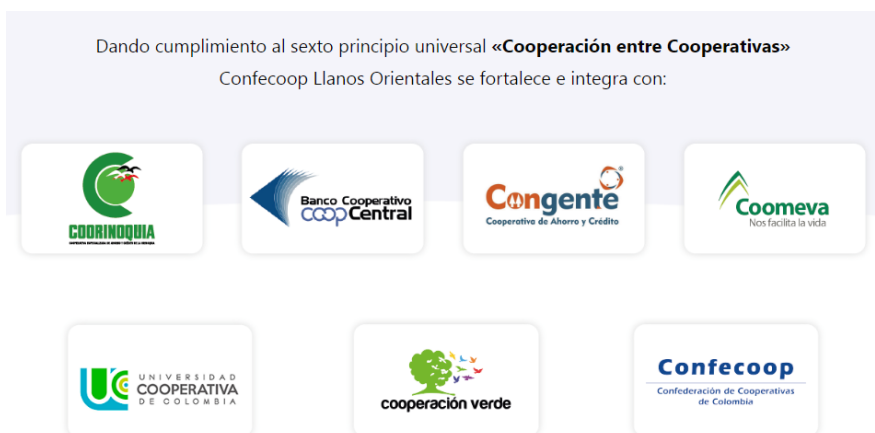 Dando cumplimiento al sexto principio universal «Cooperación entre Cooperativas»
Confecoop Llanos Orientales se fortalece e integra con:
COORINOQUIA
Banco Cooperativo
coopCentral
Congente
®
Cooperativa de Ahorro y Crédito
Coomeva
Nos facilita la vida
UNIVERSIDAD
COOPERATIVA
DE COLOMBIA
cooperación verde
Confecoop
Confederación de Cooperativas
de Colombia